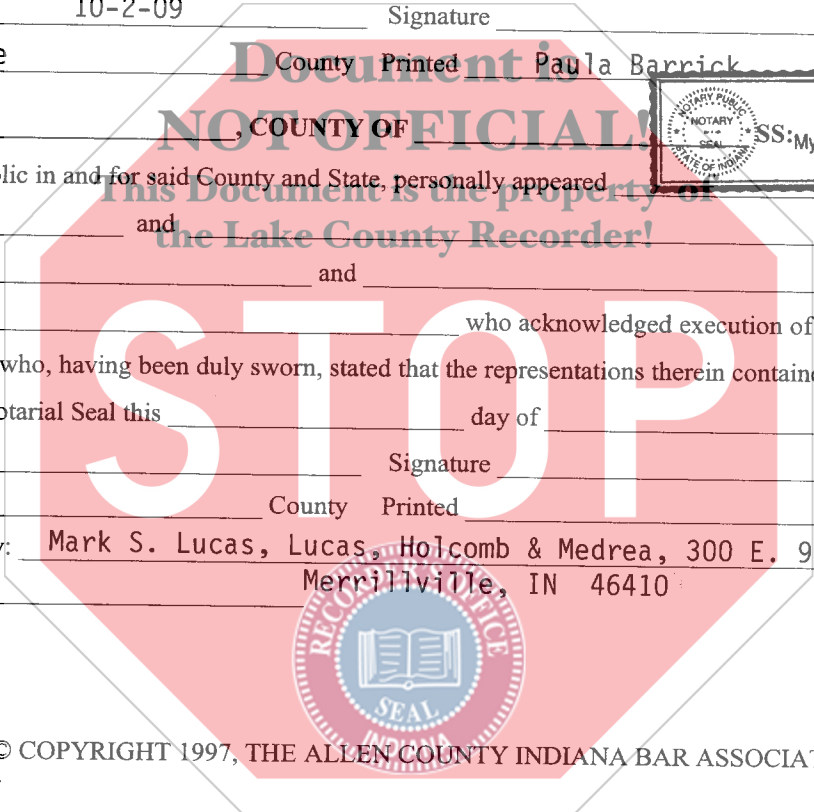 10-2-09 Signature
e County Printed Paula Barrick
Document is
NOT OFFICIAL!
, COUNTY OF SS: My
NOTARY PUBLIC
NOTARY
SEAL
STATE OF INDIANA
lic in and for said County and State, personally appeared
This Document is the property of
and
the Lake County Recorder!
and
STOP
who acknowledged execution of
who, having been duly sworn, stated that the representations therein containe
otarial Seal this day of
Signature
County Printed
y: Mark S. Lucas, Lucas, Holcomb & Medrea, 300 E. 9
Merrillville, IN 46410
RECORDER'S OFFICE
SEAL
INDIANA
© COPYRIGHT 1997, THE ALLEN COUNTY INDIANA BAR ASSOCIAT